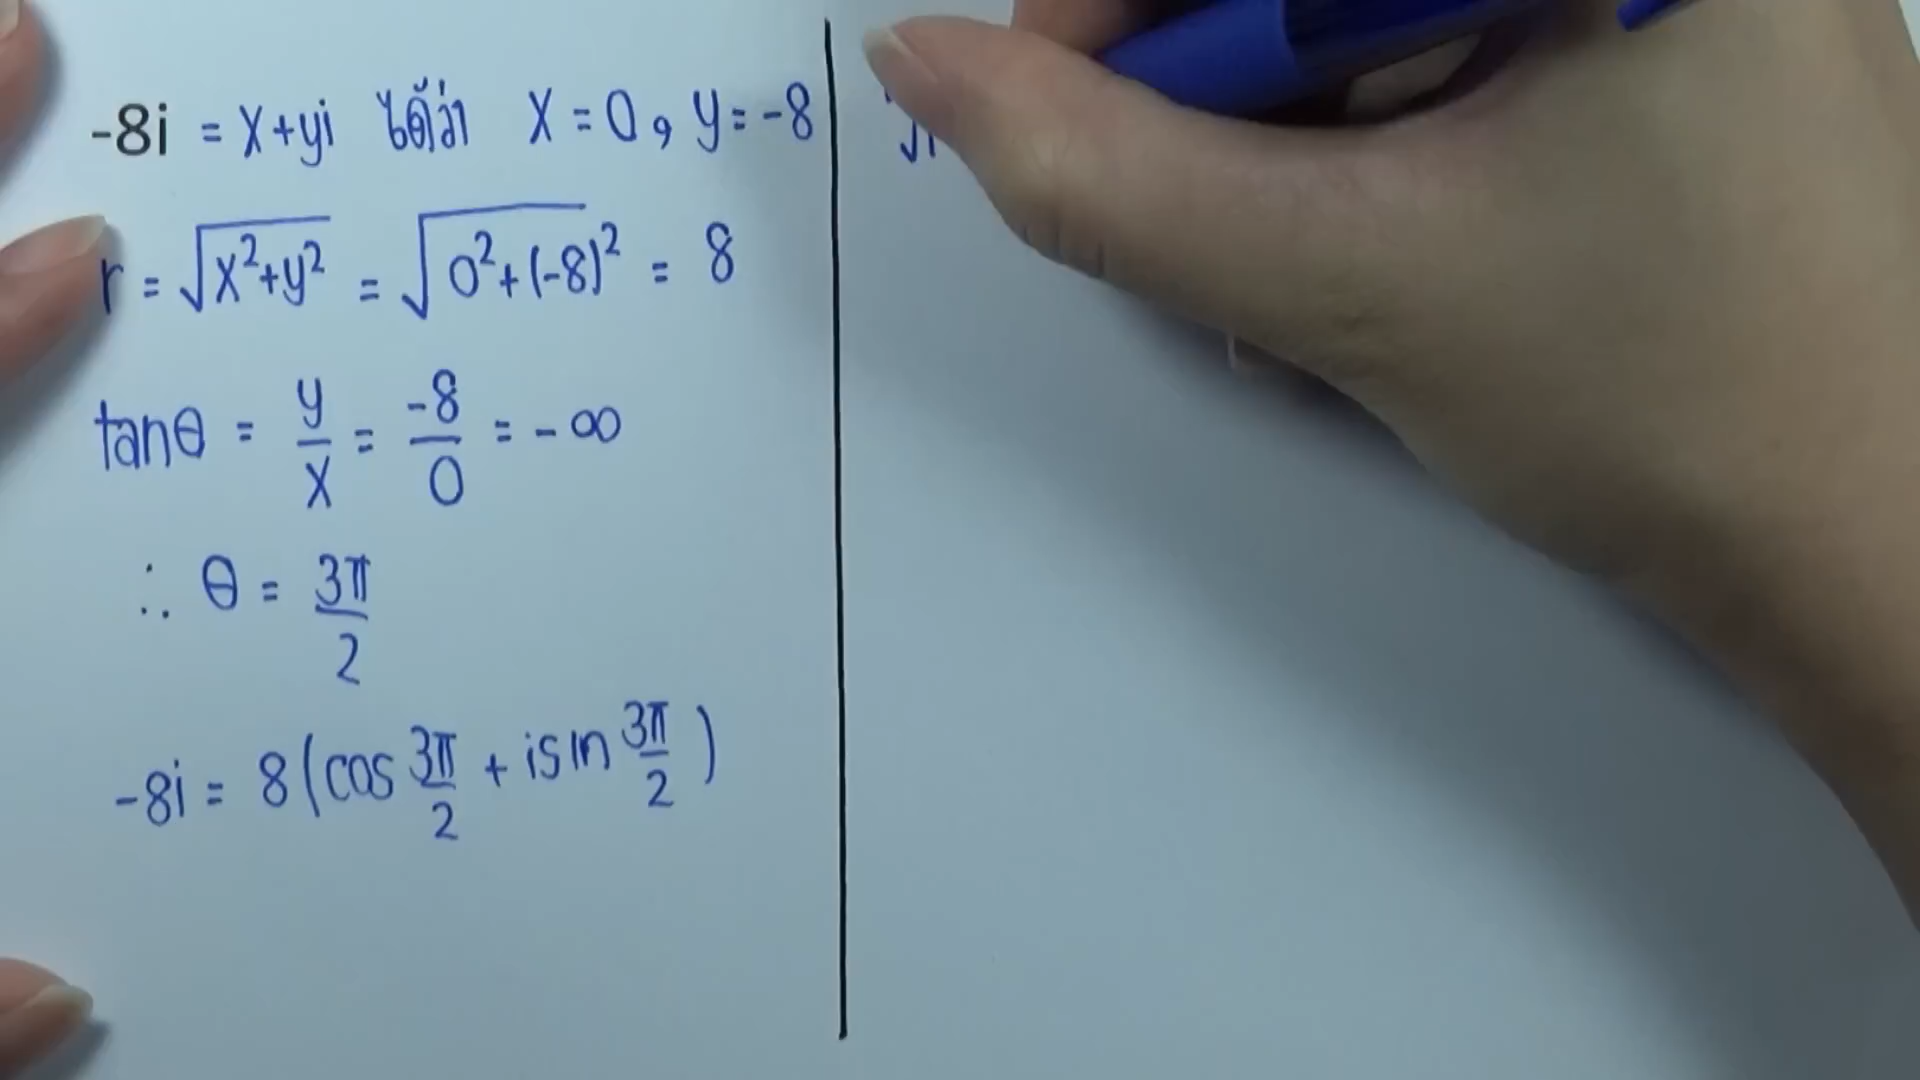 -8i = x+yi ได้ว่า x = 0, y = -8
r = √x²+y² = √0²+(-8)² = 8
tanθ = y/x = -8/0 = -∞
∴ θ = 3π/2
-8i = 8(cos 3π/2 + isin 3π/2)